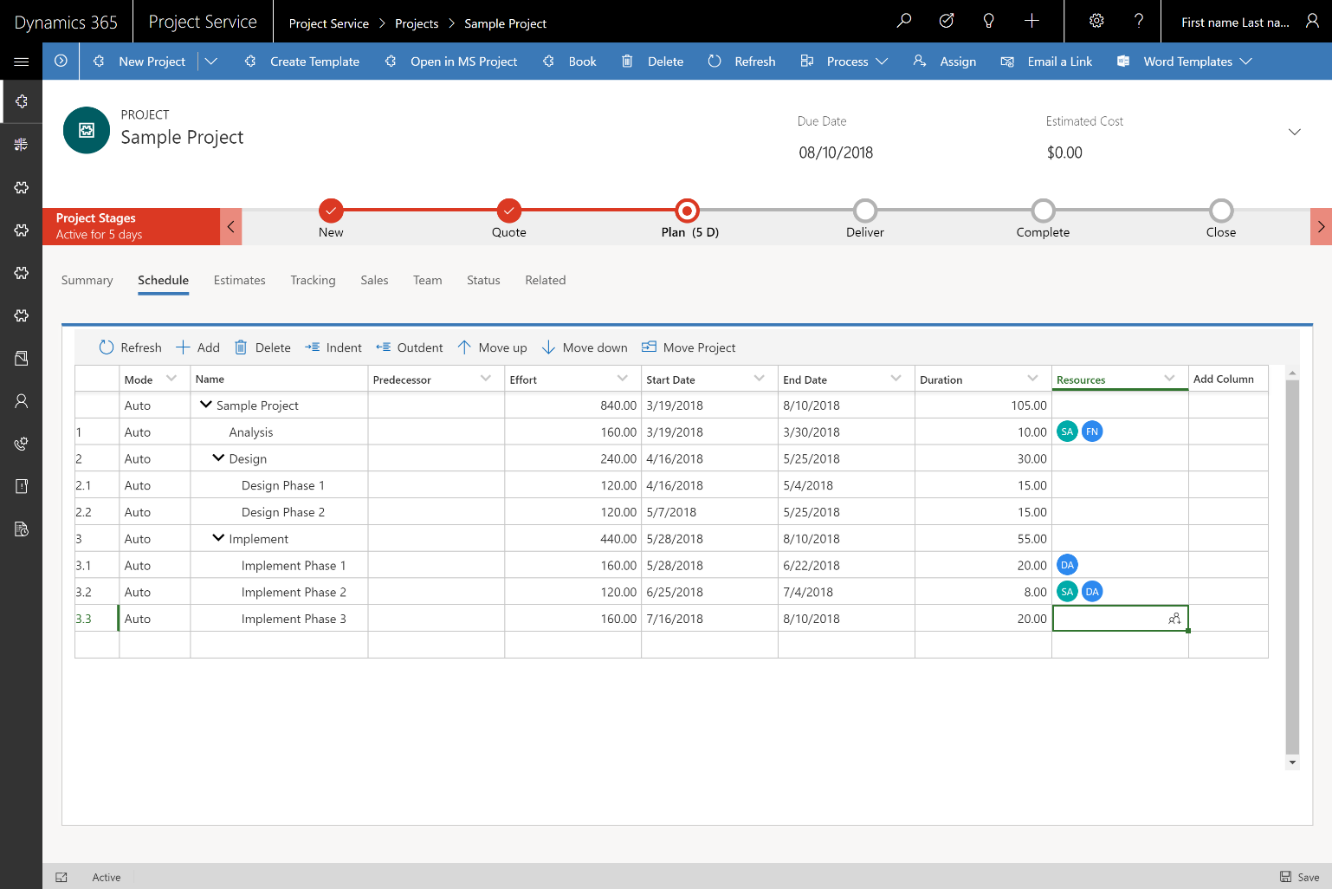 Dynamics 365 Project Service Project Service > Projects > Sample Project ? First name Last na...
New Project Create Template Open in MS Project Book Delete Refresh Process Assign Email a Link Word Templates
PROJECT
Sample Project
Due Date
08/10/2018
Estimated Cost
$0.00
Project Stages
Active for 5 days
New Quote Plan (5 D) Deliver Complete Close
Summary Schedule Estimates Tracking Sales Team Status Related
Refresh Add Delete Indent Outdent Move up Move down Move Project
Mode Name Predecessor Effort Start Date End Date Duration Resources Add Column
Auto Sample Project 840.00 3/19/2018 8/10/2018 105.00
1 Auto Analysis 160.00 3/19/2018 3/30/2018 10.00 SA FN
2 Auto Design 240.00 4/16/2018 5/25/2018 30.00
2.1 Auto Design Phase 1 120.00 4/16/2018 5/4/2018 15.00
2.2 Auto Design Phase 2 120.00 5/7/2018 5/25/2018 15.00
3 Auto Implement 440.00 5/28/2018 8/10/2018 55.00
3.1 Auto Implement Phase 1 160.00 5/28/2018 6/22/2018 20.00 DA
3.2 Auto Implement Phase 2 120.00 6/25/2018 7/4/2018 8.00 SA DA
3.3 Auto Implement Phase 3 160.00 7/16/2018 8/10/2018 20.00
Active Save